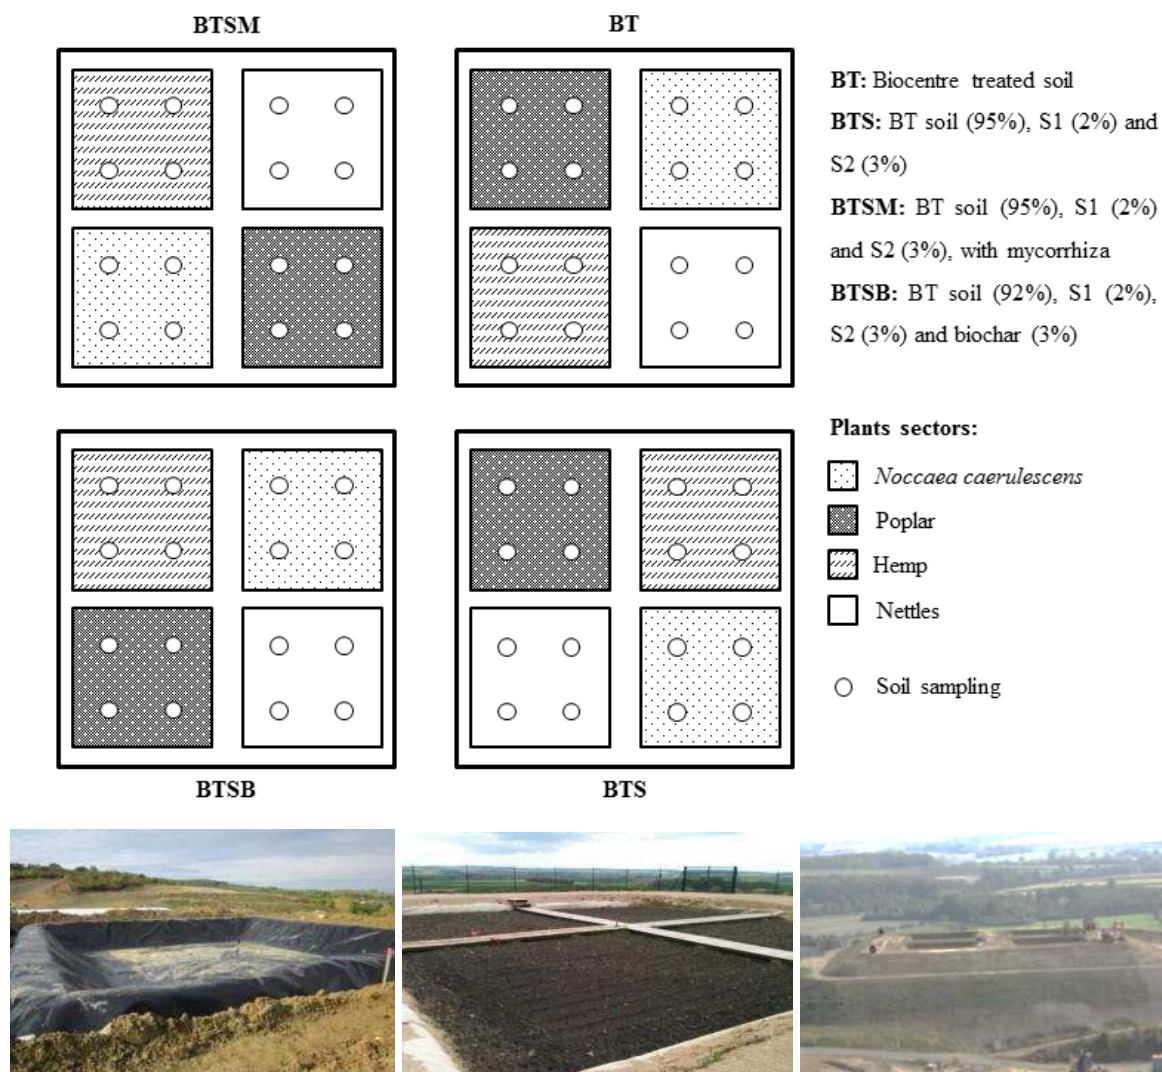 BTSM
BT
BT: Biocentre treated soil
BTS: BT soil (95%), S1 (2%) and
S2 (3%)
BTSM: BT soil (95%), S1 (2%)
and S2 (3%), with mycorrhiza
BTSB: BT soil (92%), S1 (2%),
S2 (3%) and biochar (3%)
Plants sectors:
Noccaea caerulescens
Poplar
Hemp
Nettles
Soil sampling
BTSB
BTS